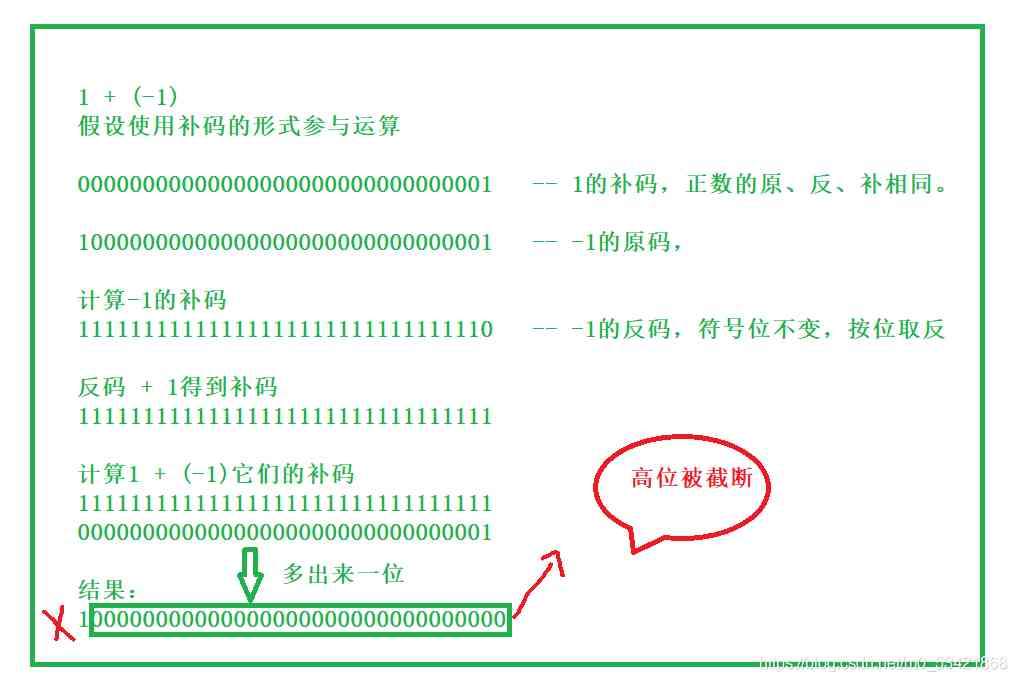 1 + (-1)
假设使用补码的形式参与运算
00000000000000000000000000000001 -- 1的补码，正数的原、反、补相同。
10000000000000000000000000000001 -- -1的原码，
计算-1的补码
11111111111111111111111111111110 -- -1的反码，符号位不变，按位取反
反码 + 1得到补码
11111111111111111111111111111111
计算1 + (-1)它们的补码
11111111111111111111111111111111
00000000000000000000000000000001
高位被截断
多出来一位
结果：
100000000000000000000000000000000
https://blog.csdn.net/m0_53421868